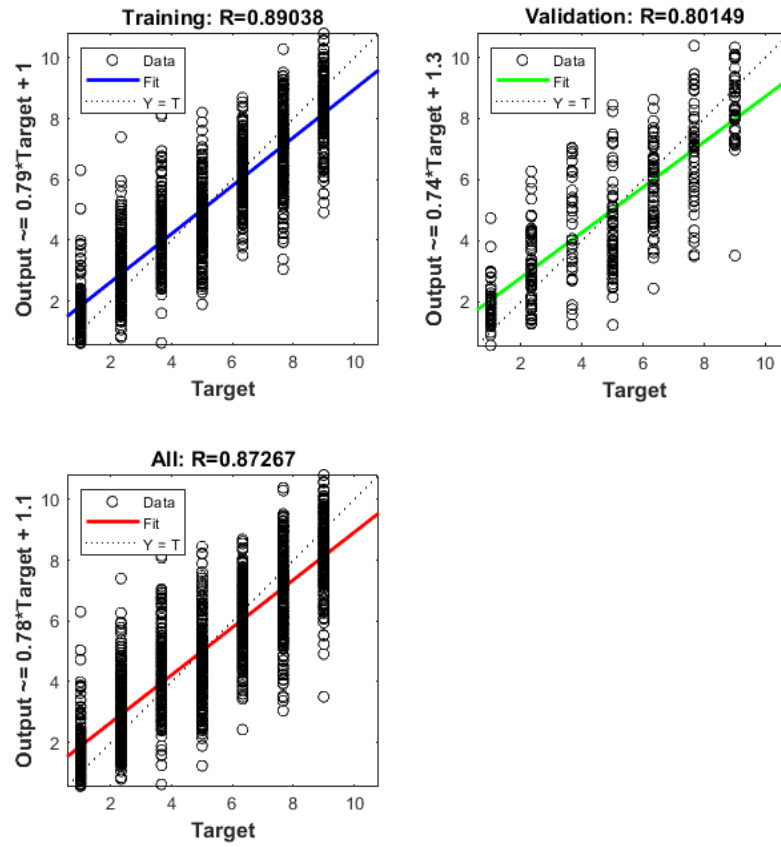 Training: R=0.89038
Output ~= 0.79*Target + 1
10
8
6
4
2
Data
Fit
Y = T
2 4 6 8 10
Target
Validation: R=0.80149
Output ~= 0.74*Target + 1.3
10
8
6
4
2
Data
Fit
Y = T
2 4 6 8 10
Target
All: R=0.87267
Output ~= 0.78*Target + 1.1
10
8
6
4
2
Data
Fit
Y = T
2 4 6 8 10
Target